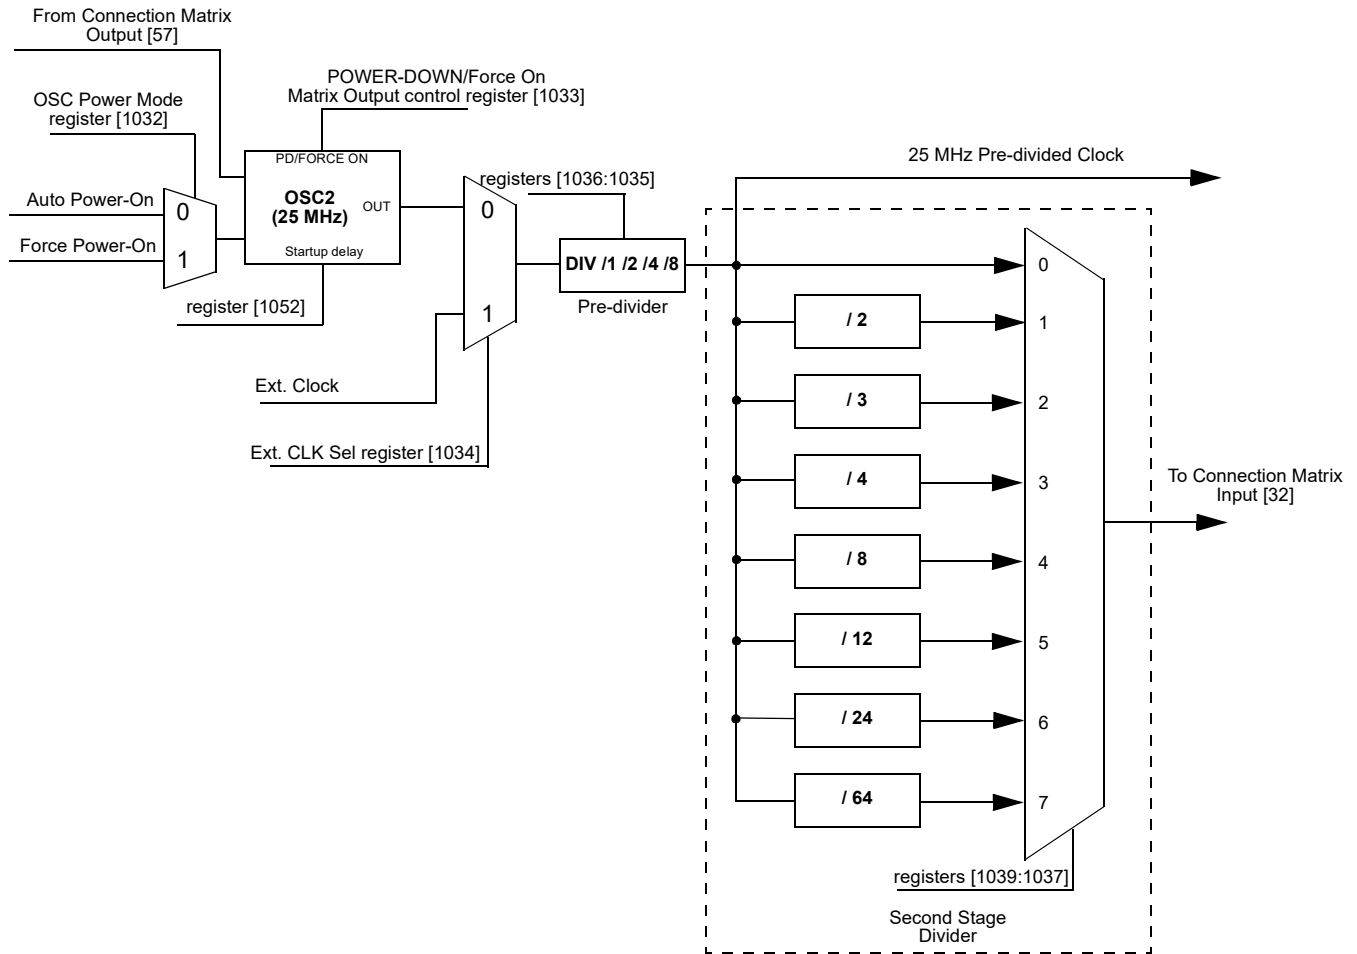 From Connection Matrix
Output [57]
POWER-DOWN/Force On
Matrix Output control register [1033]
OSC Power Mode
register [1032]
PD/FORCE ON
OSC2
(25 MHz)
OUT
Startup delay
Auto Power-On
0
Force Power-On
1
register [1052]
0
1
registers [1036:1035]
DIV /1 /2 /4 /8
Pre-divider
Ext. Clock
Ext. CLK Sel register [1034]
25 MHz Pre-divided Clock
0
/ 2
1
/ 3
2
/ 4
3
/ 8
4
/ 12
5
/ 24
6
/ 64
7
To Connection Matrix
Input [32]
registers [1039:1037]
Second Stage
Divider